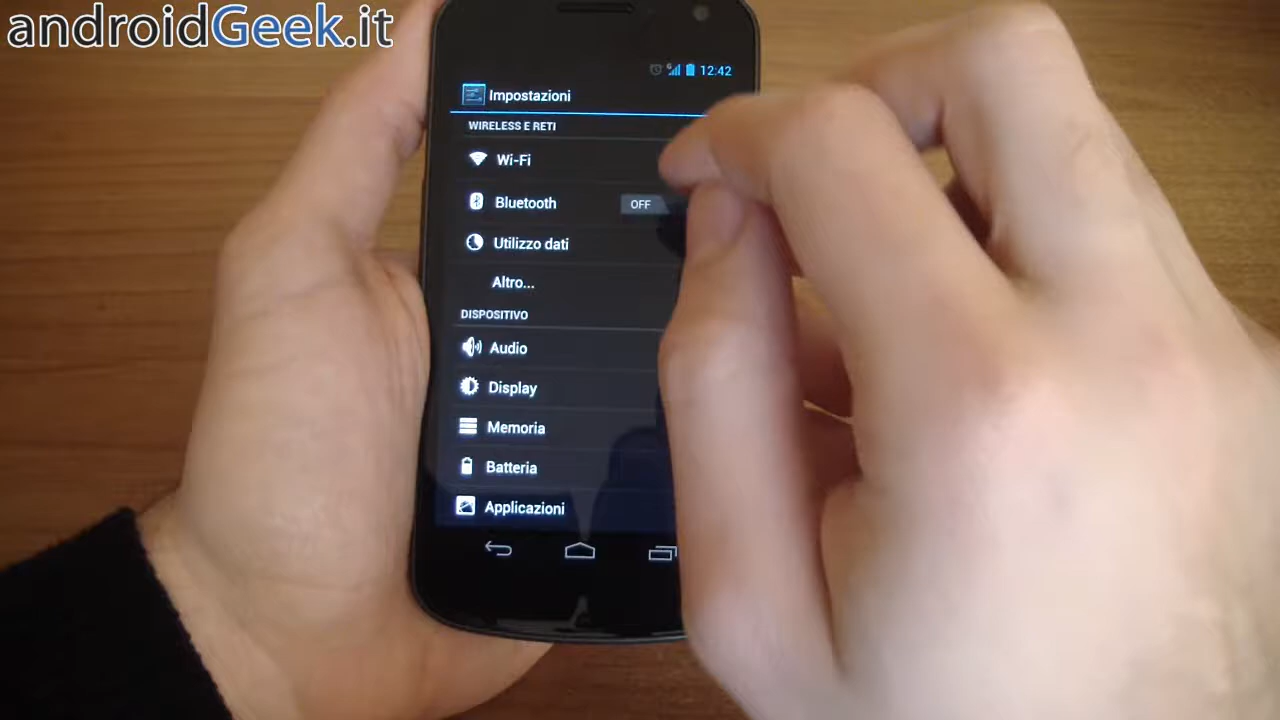 androidGeek.it
12:42
Impostazioni
WIRELESS E RETI
Wi-Fi
Bluetooth OFF
Utilizzo dati
Altro...
DISPOSITIVO
Audio
Display
Memoria
Batteria
Applicazioni